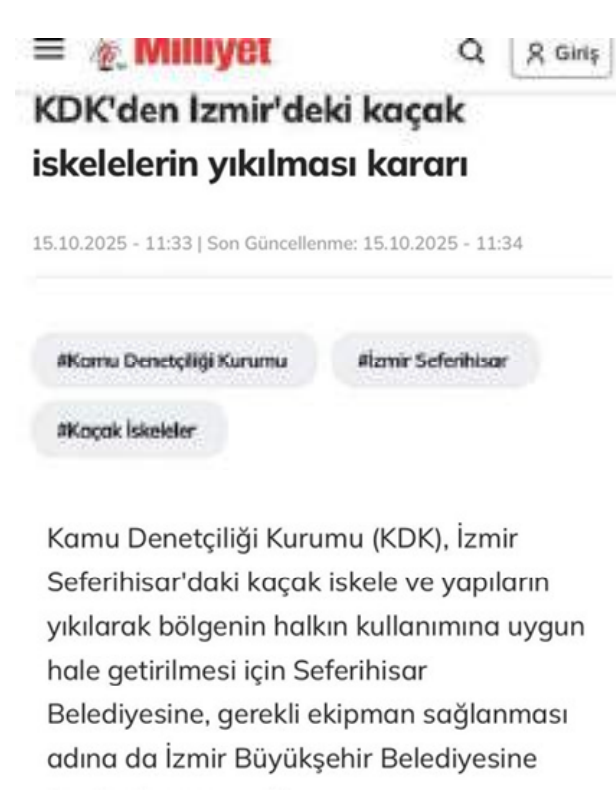 Milliyet
Giriş
KDK'den İzmir'deki kaçak
iskelelerin yıkılması kararı
15.10.2025 - 11:33 | Son Güncellenme: 15.10.2025 - 11:34
#Kamu Denetçiliği Kurumu
#İzmir Seferihisar
#Kaçak İskeleler
Kamu Denetçiliği Kurumu (KDK), İzmir
Seferihisar'daki kaçak iskele ve yapıların
yıkılarak bölgenin halkın kullanımına uygun
hale getirilmesi için Seferihisar
Belediyesine, gerekli ekipman sağlanması
adına da İzmir Büyükşehir Belediyesine